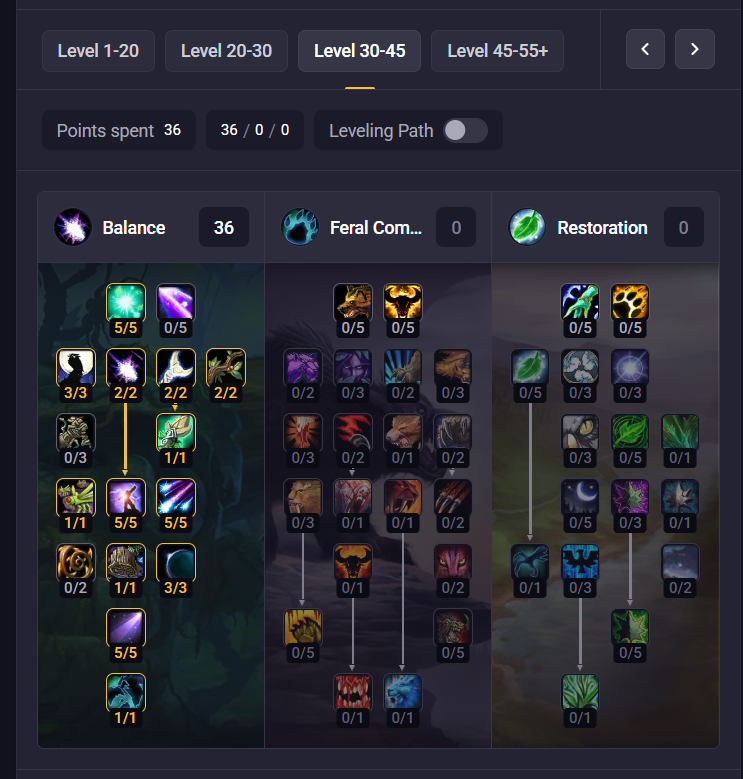 Level 1-20 Level 20-30 Level 30-45 Level 45-55+
Points spent 36 36 / 0 / 0 Leveling Path
Balance 36 Feral Com... 0 Restoration 0
5/5 0/5 0/5 0/5 0/5 0/5
3/3 2/2 2/2 2/2 0/2 0/3 0/2 0/3 0/5 0/3 0/3
0/3 1/1 0/3 0/2 0/1 0/2 0/3 0/5 0/1
1/1 5/5 5/5 0/3 0/1 0/1 0/2 0/5 0/3 0/1
0/2 1/1 3/3 0/1 0/2 0/1 0/3 0/2
5/5 0/5 0/5 0/5
1/1 0/1 0/1 0/1